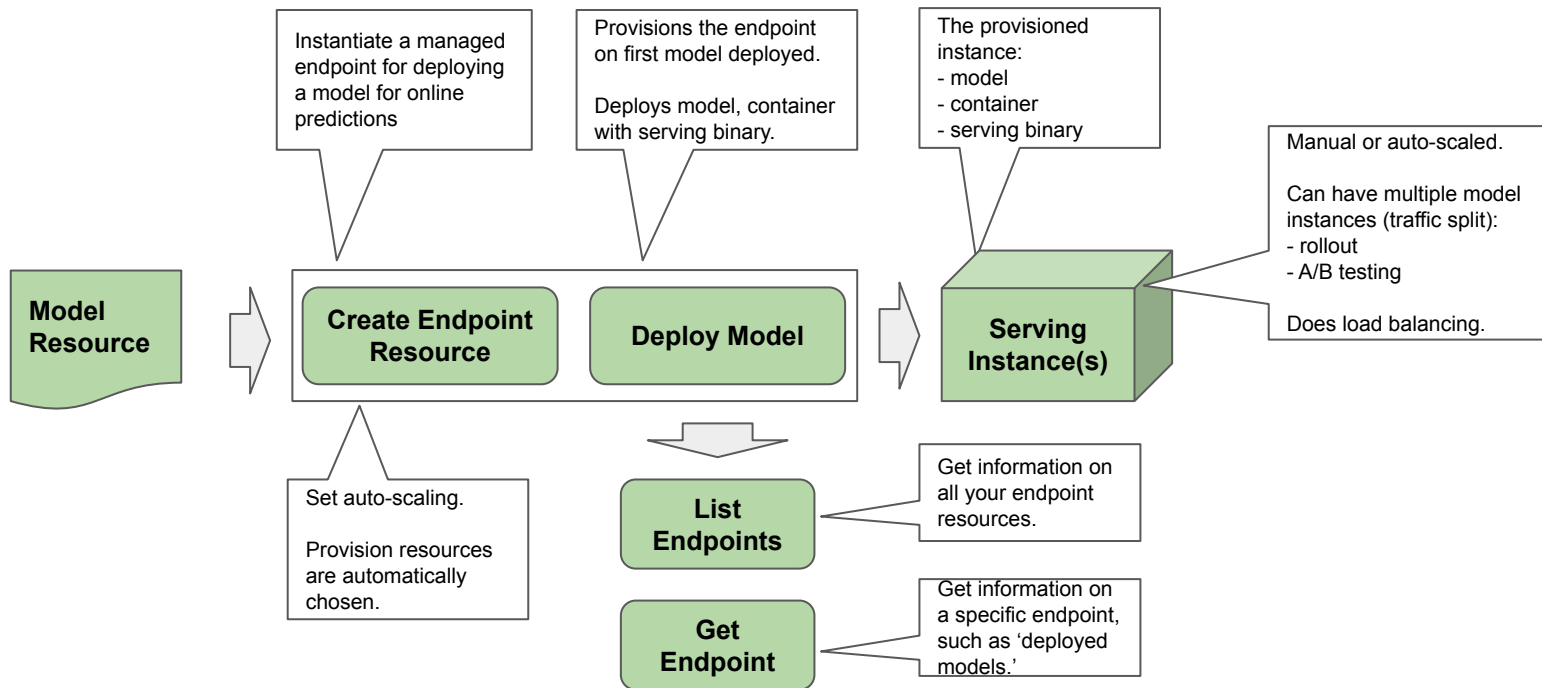 Instantiate a managed
endpoint for deploying
a model for online
predictions
Provisions the endpoint
on first model deployed.
Deploys model, container
with serving binary.
The provisioned
instance:
- model
- container
- serving binary
Manual or auto-scaled.
Can have multiple model
instances (traffic split):
- rollout
- A/B testing
Does load balancing.
Model
Resource
Create Endpoint
Resource
Deploy Model
Serving
Instance(s)
Set auto-scaling.
Provision resources
are automatically
chosen.
List
Endpoints
Get information on
all your endpoint
resources.
Get
Endpoint
Get information on
a specific endpoint,
such as ‘deployed
models.’